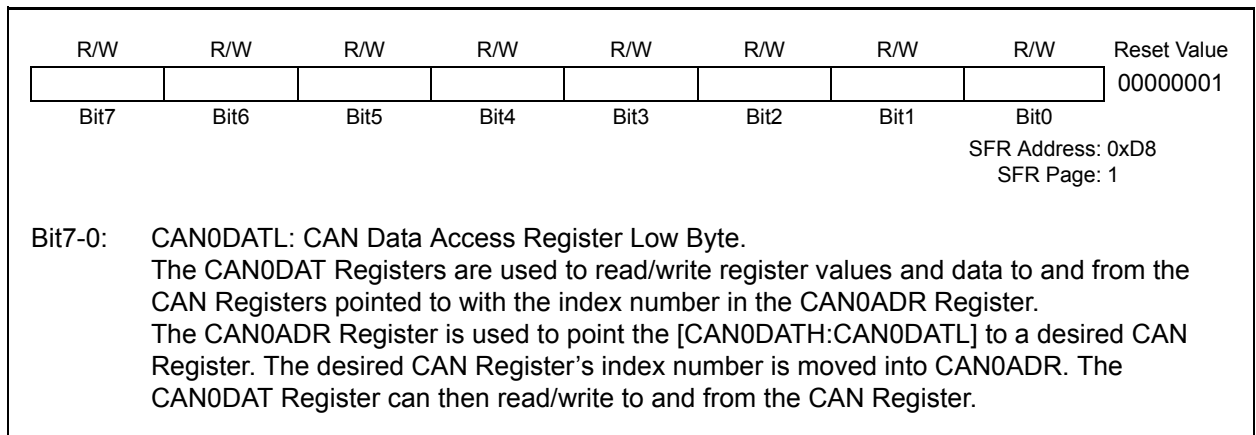 R/W R/W R/W R/W R/W R/W R/W R/W Reset Value
00000001
Bit7 Bit6 Bit5 Bit4 Bit3 Bit2 Bit1 Bit0
SFR Address: 0xD8
SFR Page: 1
Bit7-0: CAN0DATL: CAN Data Access Register Low Byte.
The CAN0DAT Registers are used to read/write register values and data to and from the
CAN Registers pointed to with the index number in the CAN0ADR Register.
The CAN0ADR Register is used to point the [CAN0DATH:CAN0DATL] to a desired CAN
Register. The desired CAN Register’s index number is moved into CAN0ADR. The
CAN0DAT Register can then read/write to and from the CAN Register.